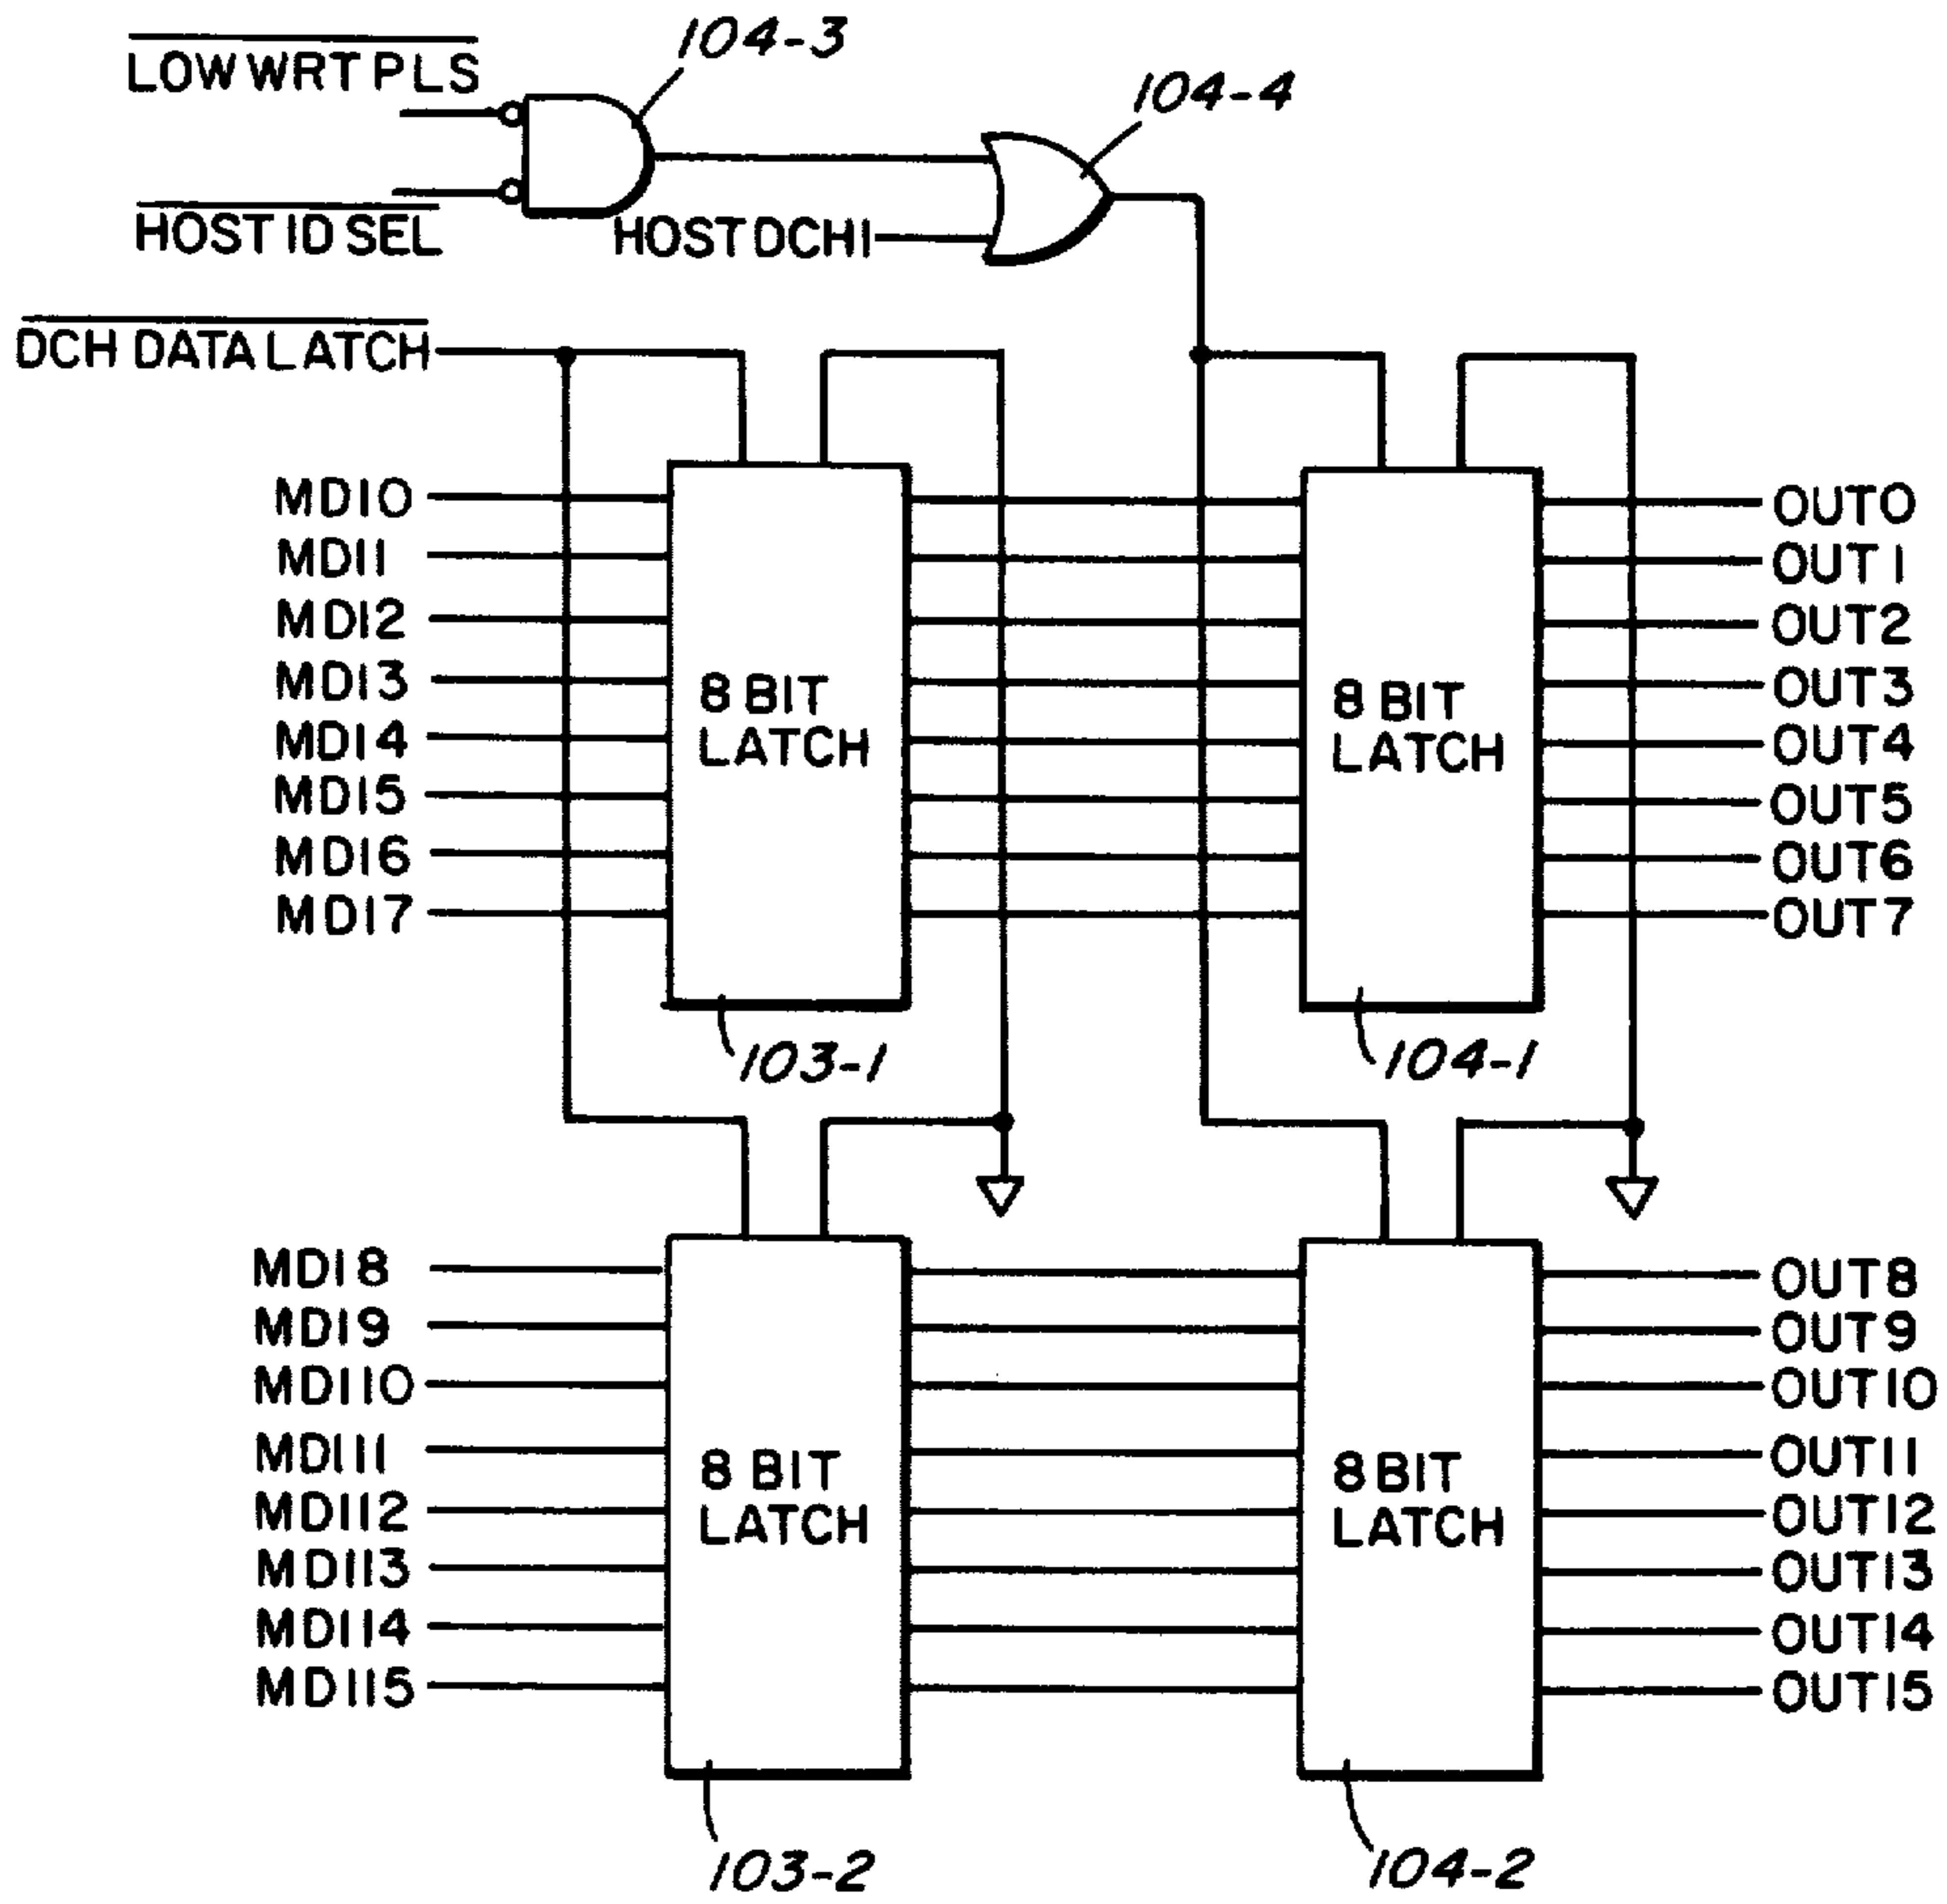 LOW WRT PLS
104-3
104-4
HOST ID SEL
HOST DCHI
DCH DATA LATCH
MDI0
MDI1
MDI2
MDI3
MDI4
MDI5
MDI6
MDI7
8 BIT
LATCH
8 BIT
LATCH
OUT0
OUT1
OUT2
OUT3
OUT4
OUT5
OUT6
OUT7
103-1
104-1
MDI8
MDI9
MDI10
MDI11
MDI12
MDI13
MDI14
MDI15
8 BIT
LATCH
8 BIT
LATCH
OUT8
OUT9
OUT10
OUT11
OUT12
OUT13
OUT14
OUT15
103-2
104-2